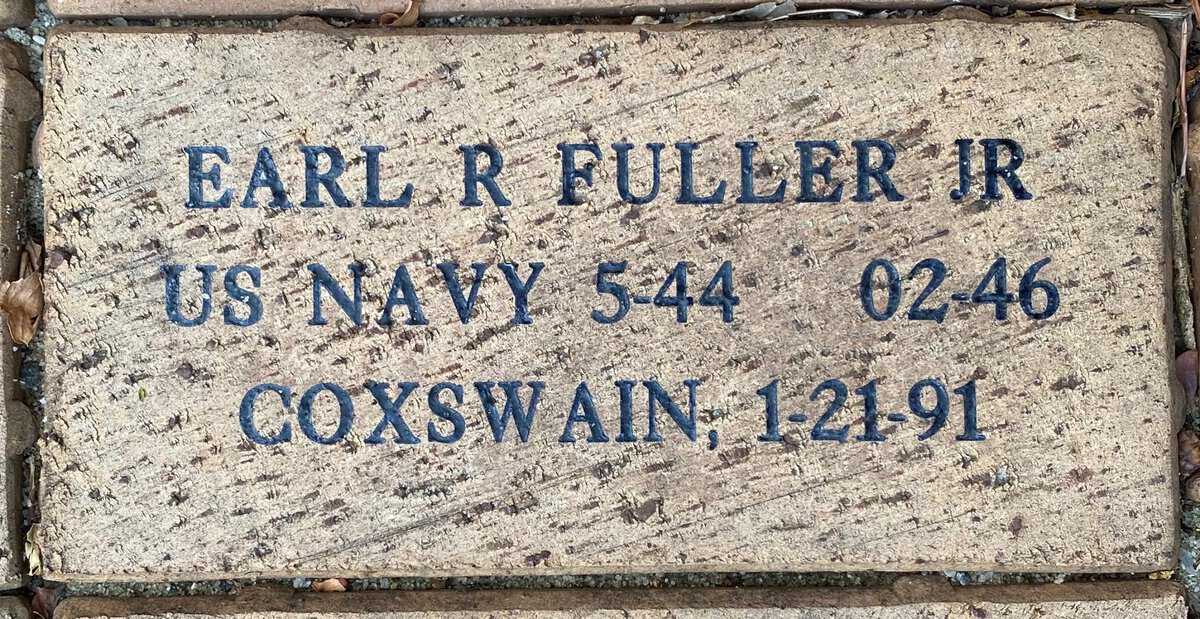 EARL R FULLER JR
US NAVY 5-44 02-46
COXSWAIN, 1-21-91